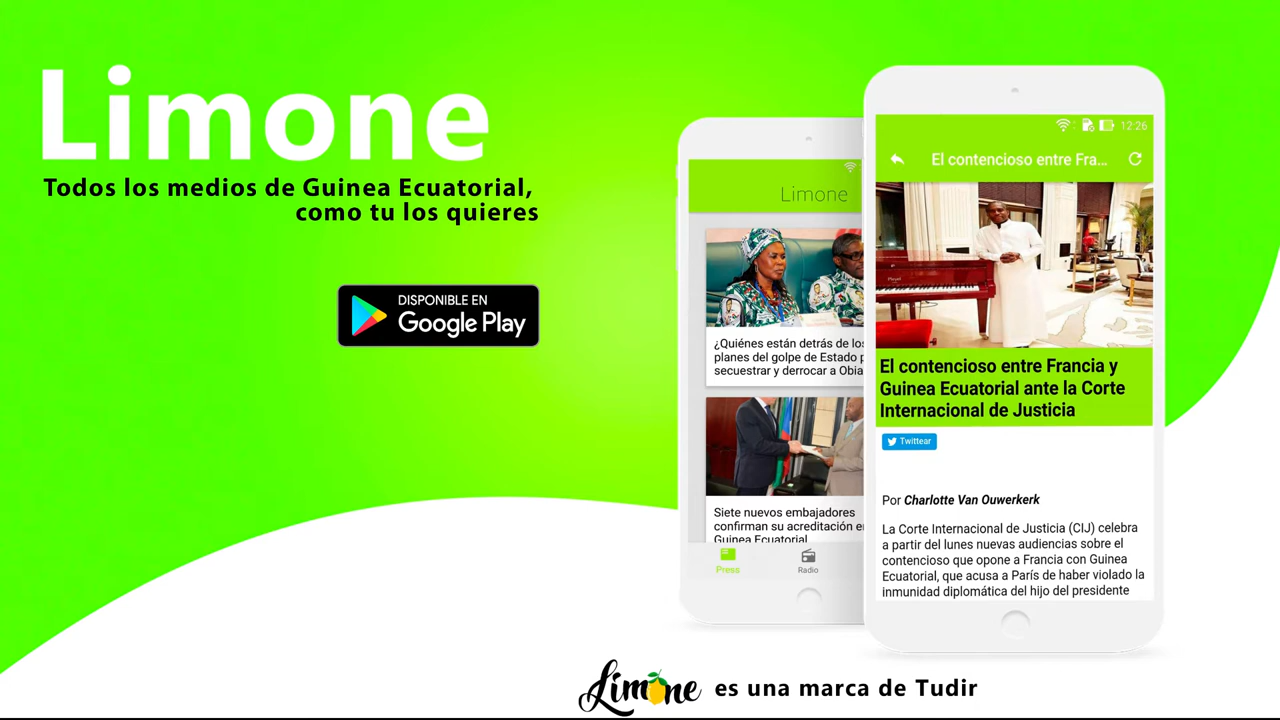 Limone
Todos los medios de Guinea Ecuatorial,
como tu los quieres
DISPONIBLE EN
Google Play
Limone
¿Quiénes están detrás de los
planes del golpe de Estado p
secuestrar y derrocar a Obia
Siete nuevos embajadores
confirman su acreditación en
Guinea Ecuatorial
Press
Radio
12:26
El contencioso entre Fra...
El contencioso entre Francia y
Guinea Ecuatorial ante la Corte
Internacional de Justicia
Twittear
Por Charlotte Van Ouwerkerk
La Corte Internacional de Justicia (CIJ) celebra
a partir del lunes nuevas audiencias sobre el
contencioso que opone a Francia con Guinea
Ecuatorial, que acusa a París de haber violado la
inmunidad diplomática del hijo del presidente
Limone es una marca de Tudir